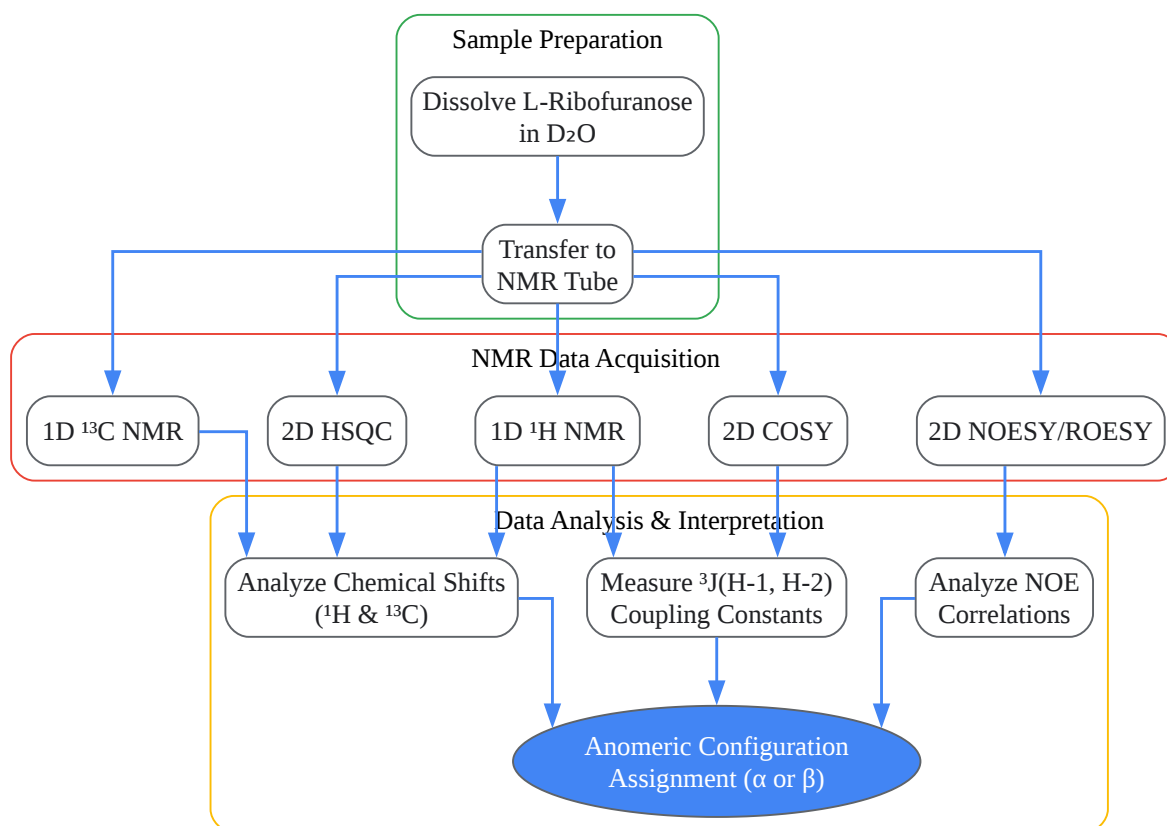 Sample Preparation
Dissolve L-Ribofuranose
in D₂O
Transfer to
NMR Tube
NMR Data Acquisition
1D ¹³C NMR
2D HSQC
1D ¹H NMR
2D COSY
2D NOESY/ROESY
Data Analysis & Interpretation
Analyze Chemical Shifts
(¹H & ¹³C)
Measure ³J(H-1, H-2)
Coupling Constants
Analyze NOE
Correlations
Anomeric Configuration
Assignment (α or β)